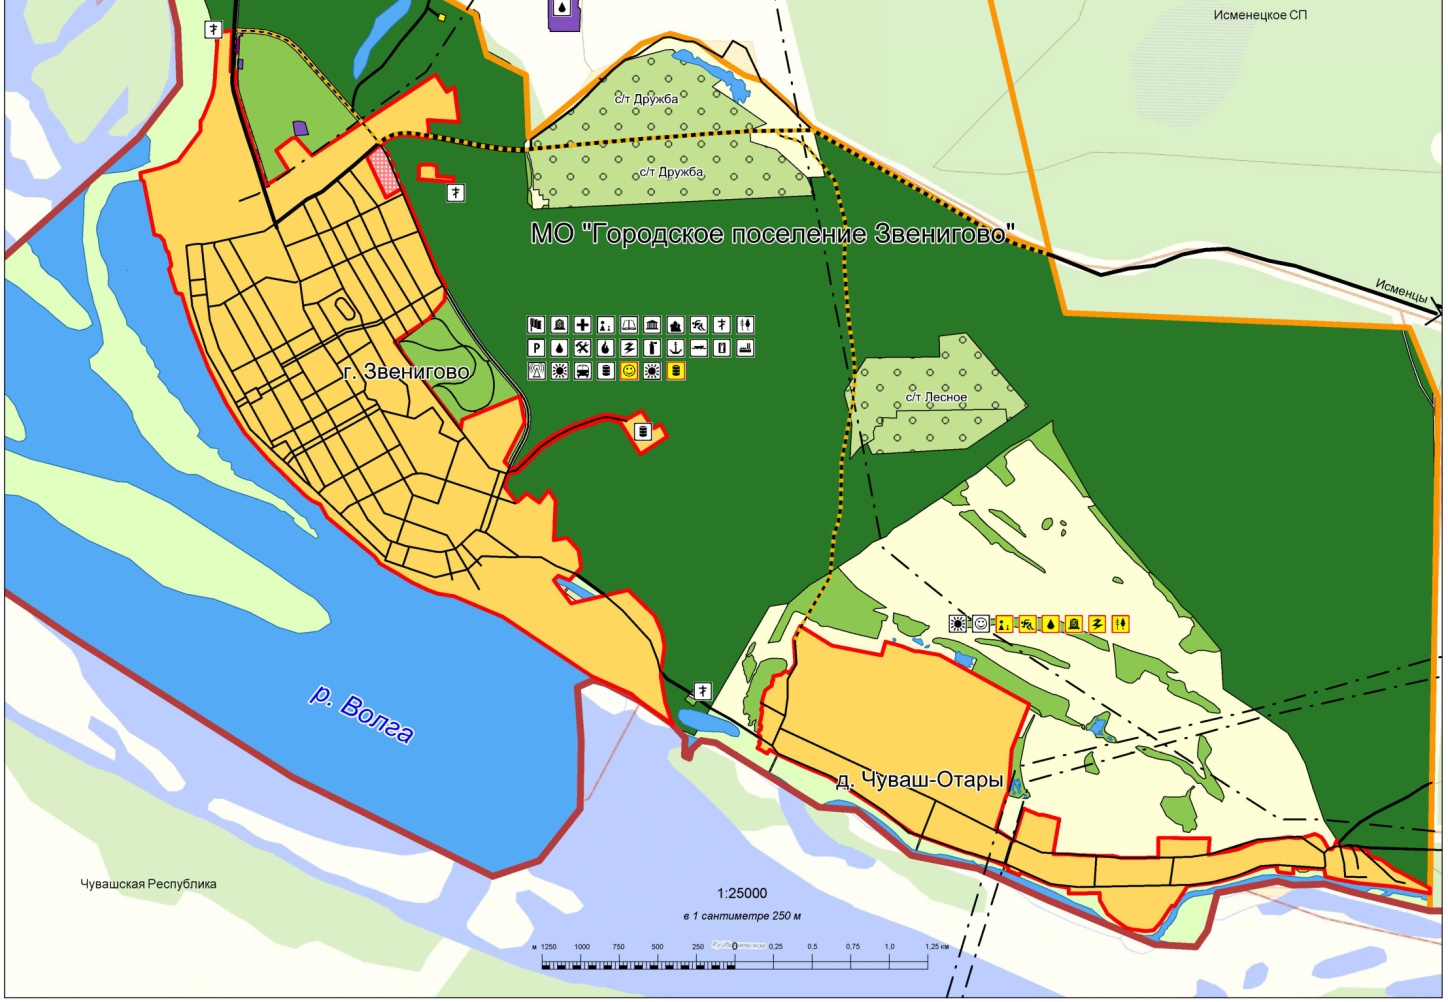 Исменецкое СП
с/т Дружба
с/т Дружба
МО "Городское поселение Звенигово"
Исменцы
P
г. Звенигово
с/т Лесное
р. Волга
д. Чуваш-Отары
Чувашская Республика
1:25000
в 1 сантиметре 250 м
м 1250 1000 750 500 250 0 0,25 0,5 0,75 1,0 1,25 км